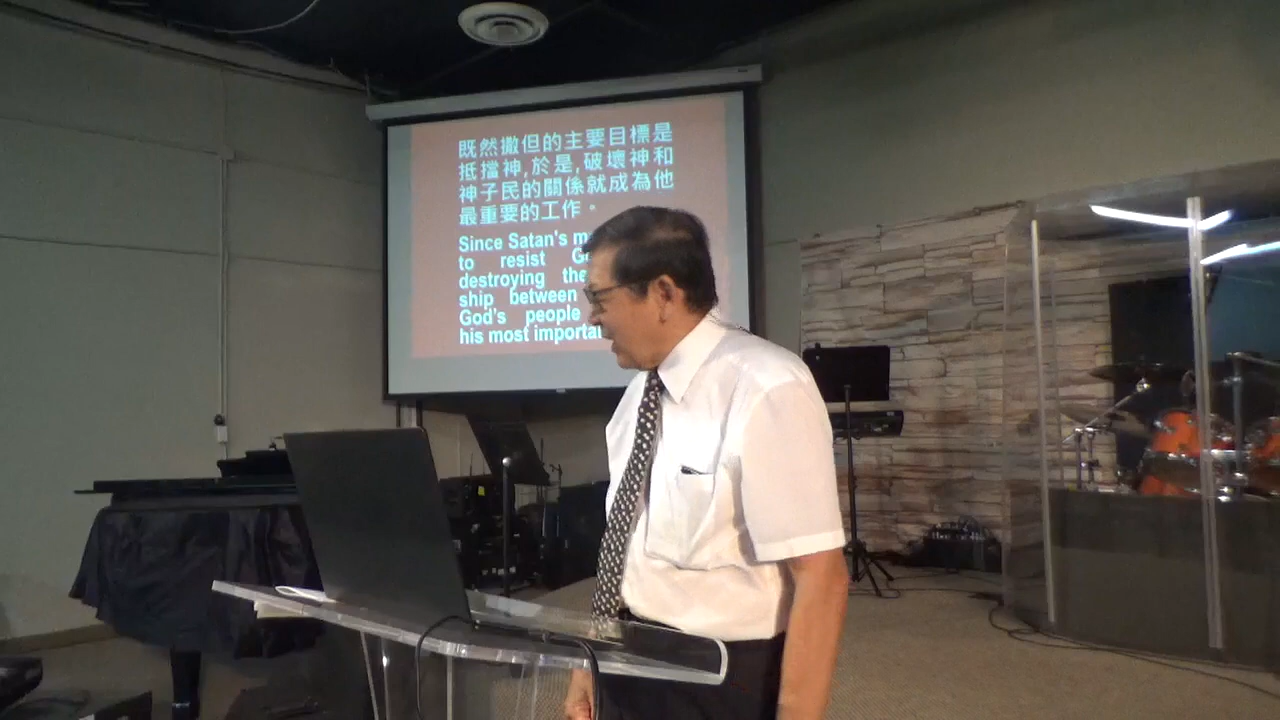 既然撒但的主要目標是
抵擋神,於是,破壞神和
神子民的關係就成為他
最重要的工作。
Since Satan's
to resist
destroying
ship between
God's people
his most